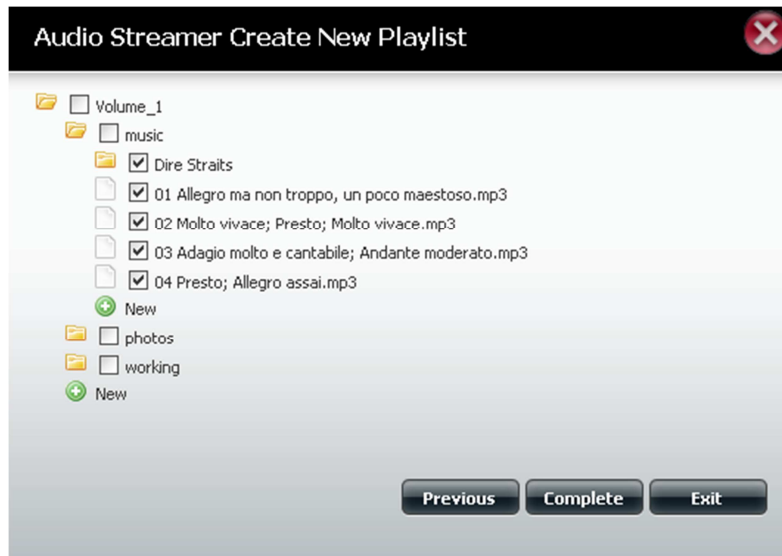 Audio Streamer Create New Playlist
Volume_1
music
Dire Straits
01 Allegro ma non troppo, un poco maestoso.mp3
02 Molto vivace; Presto; Molto vivace.mp3
03 Adagio molto e cantabile; Andante moderato.mp3
04 Presto; Allegro assai.mp3
New
photos
working
New
Previous Complete Exit